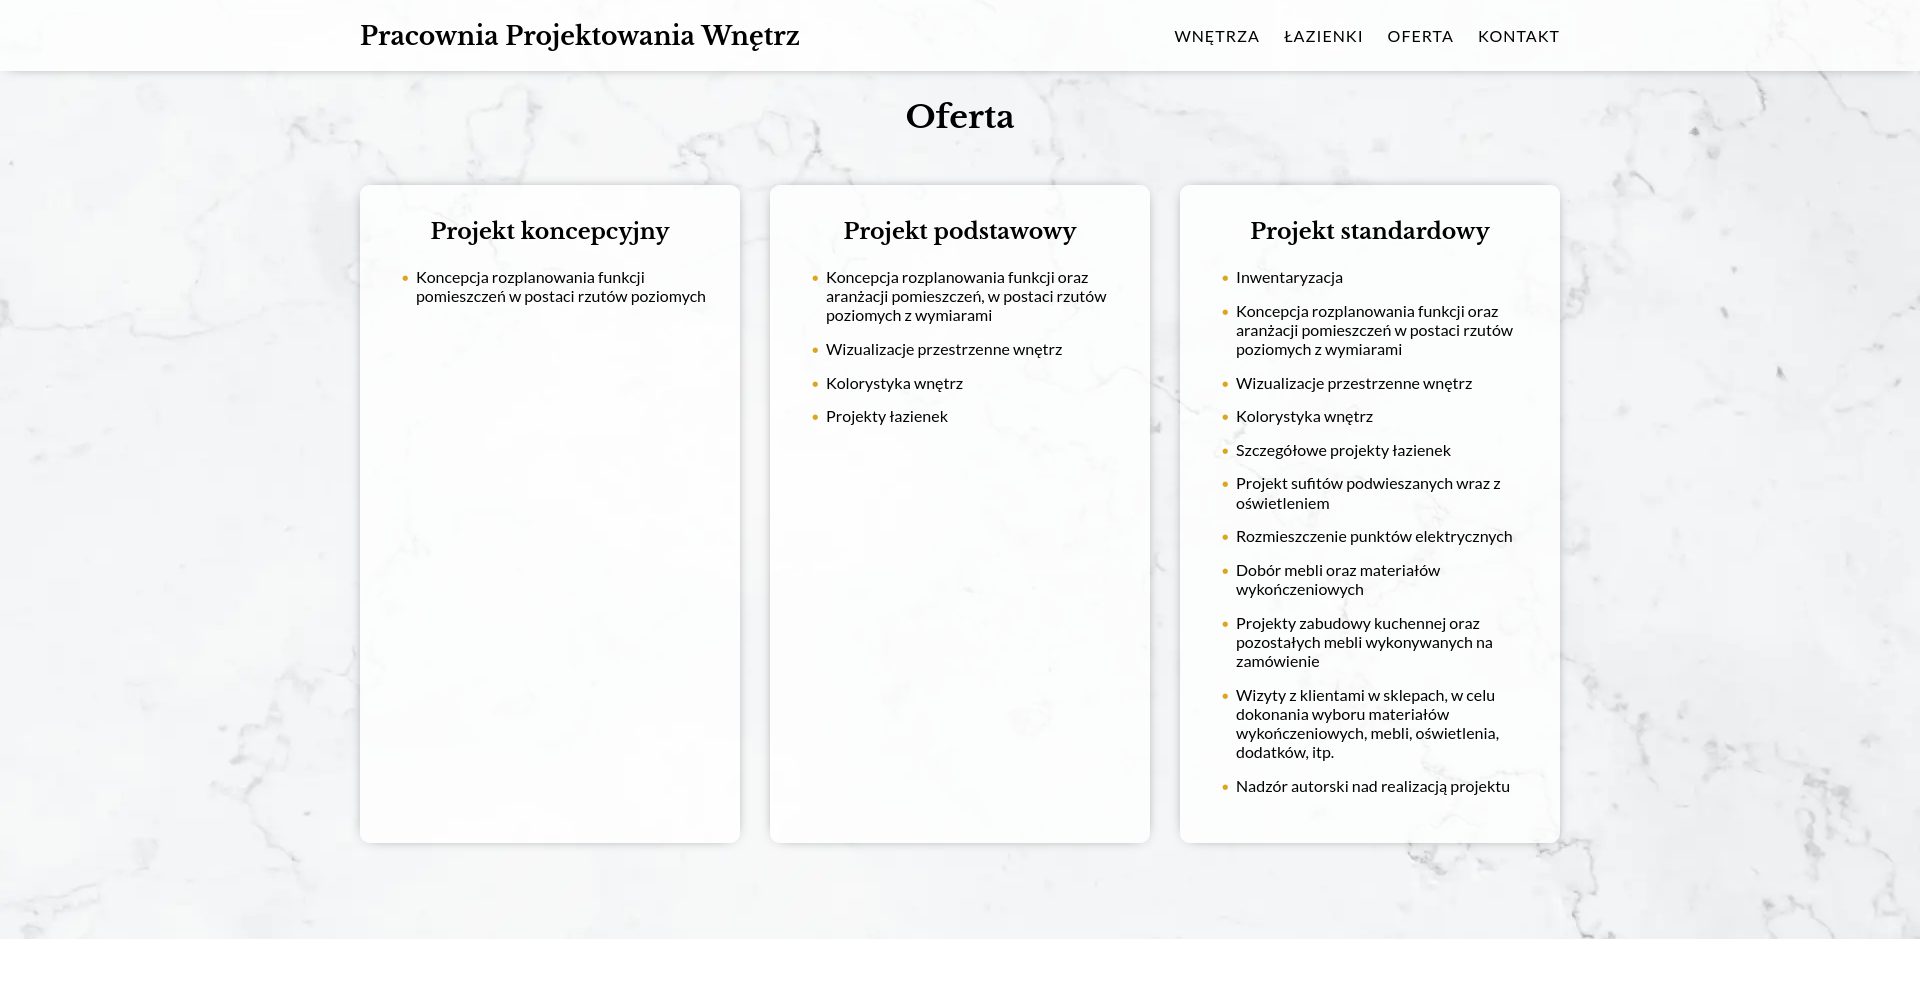 Pracownia Projektowania Wnętrz
WNĘTRZA ŁAZIENKI OFERTA KONTAKT
Oferta
Projekt koncepcyjny
• Koncepcja rozplanowania funkcji
pomieszczeń w postaci rzutów poziomych
Projekt podstawowy
• Koncepcja rozplanowania funkcji oraz
aranżacji pomieszczeń, w postaci rzutów
poziomych z wymiarami
• Wizualizacje przestrzenne wnętrz
• Kolorystyka wnętrz
• Projekty łazienek
Projekt standardowy
• Inwentaryzacja
• Koncepcja rozplanowania funkcji oraz
aranżacji pomieszczeń w postaci rzutów
poziomych z wymiarami
• Wizualizacje przestrzenne wnętrz
• Kolorystyka wnętrz
• Szczegółowe projekty łazienek
• Projekt sufitów podwieszanych wraz z
oświetleniem
• Rozmieszczenie punktów elektrycznych
• Dobór mebli oraz materiałów
wykończeniowych
• Projekty zabudowy kuchennej oraz
pozostałych mebli wykonywanych na
zamówienie
• Wizyty z klientami w sklepach, w celu
dokonania wyboru materiałów
wykończeniowych, mebli, oświetlenia,
dodatków, itp.
• Nadzór autorski nad realizacją projektu